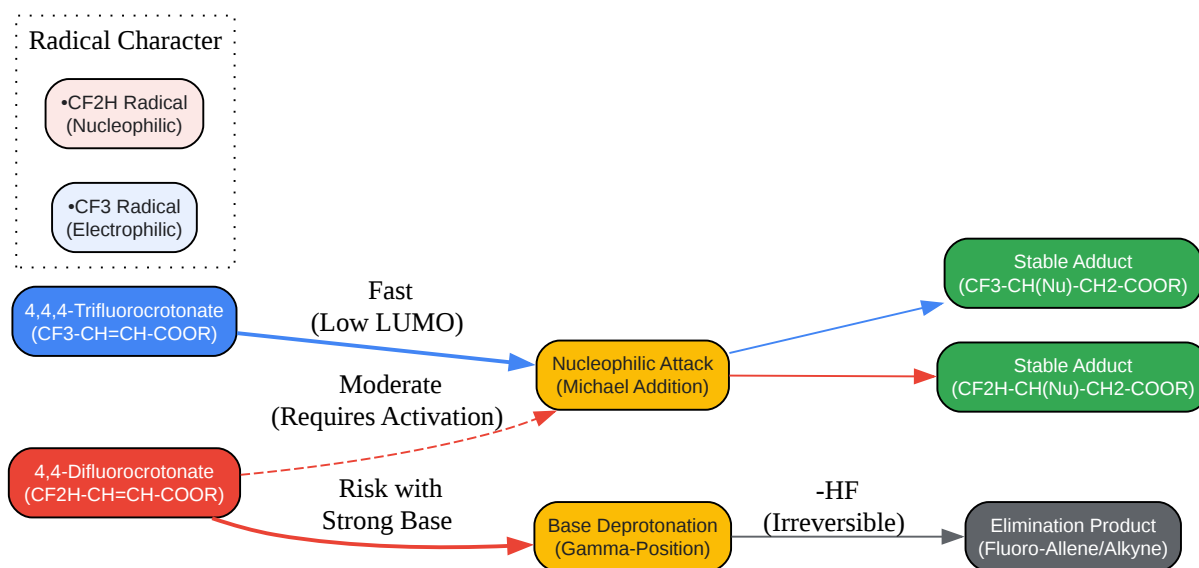 Radical Character
•CF2H Radical
(Nucleophilic)
•CF3 Radical
(Electrophilic)
4,4,4-Trifluorocrotonate
(CF3-CH=CH-COOR)
Fast
(Low LUMO)
Nucleophilic Attack
(Michael Addition)
Stable Adduct
(CF3-CH(Nu)-CH2-COOR)
Stable Adduct
(CF2H-CH(Nu)-CH2-COOR)
Moderate
(Requires Activation)
4,4-Difluorocrotonate
(CF2H-CH=CH-COOR)
Risk with
Strong Base
Base Deprotonation
(Gamma-Position)
-HF
(Irreversible)
Elimination Product
(Fluoro-Allene/Alkyne)